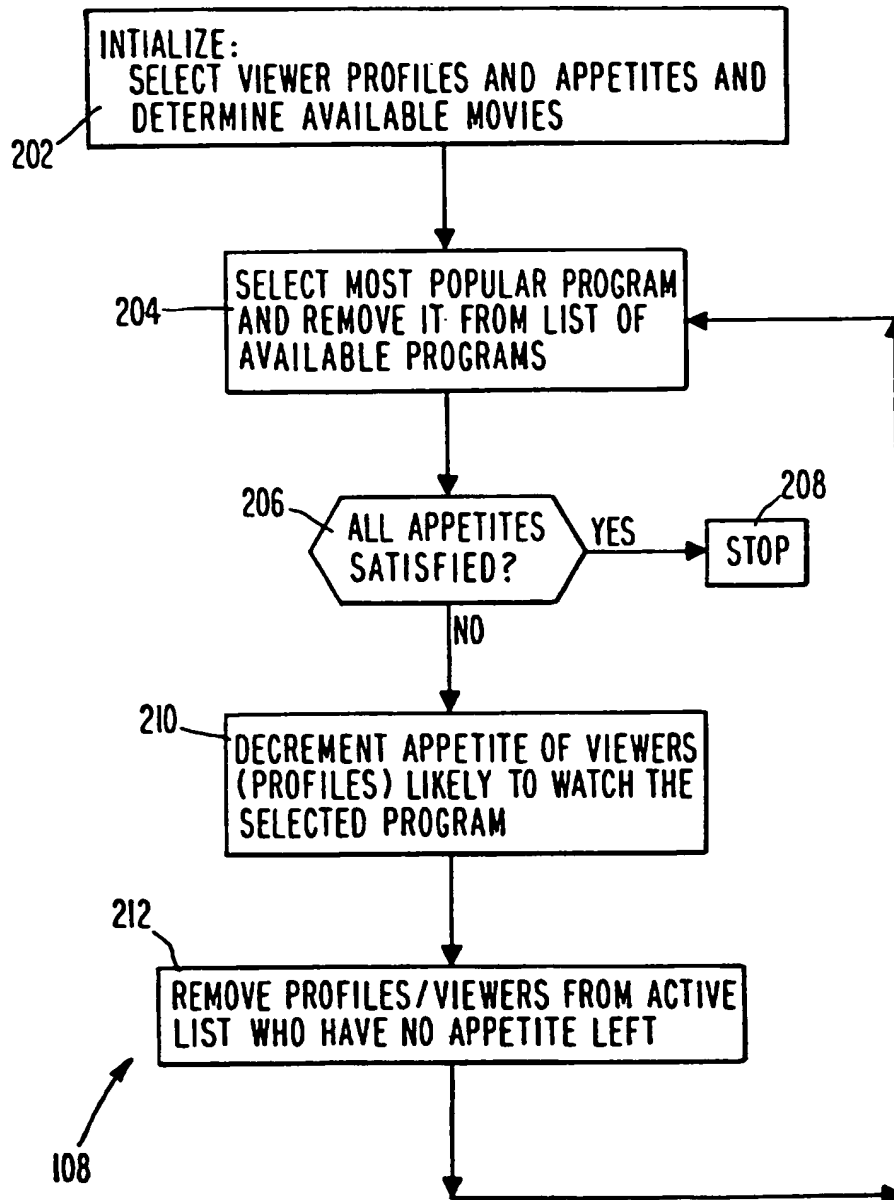 INTIALIZE:
SELECT VIEWER PROFILES AND APPETITES AND
DETERMINE AVAILABLE MOVIES
202
SELECT MOST POPULAR PROGRAM
AND REMOVE IT FROM LIST OF
AVAILABLE PROGRAMS
204
206
ALL APPETITES
SATISFIED?
YES
208
STOP
NO
210
DECREMENT APPETITE OF VIEWERS
(PROFILES) LIKELY TO WATCH THE
SELECTED PROGRAM
212
REMOVE PROFILES/VIEWERS FROM ACTIVE
LIST WHO HAVE NO APPETITE LEFT
108